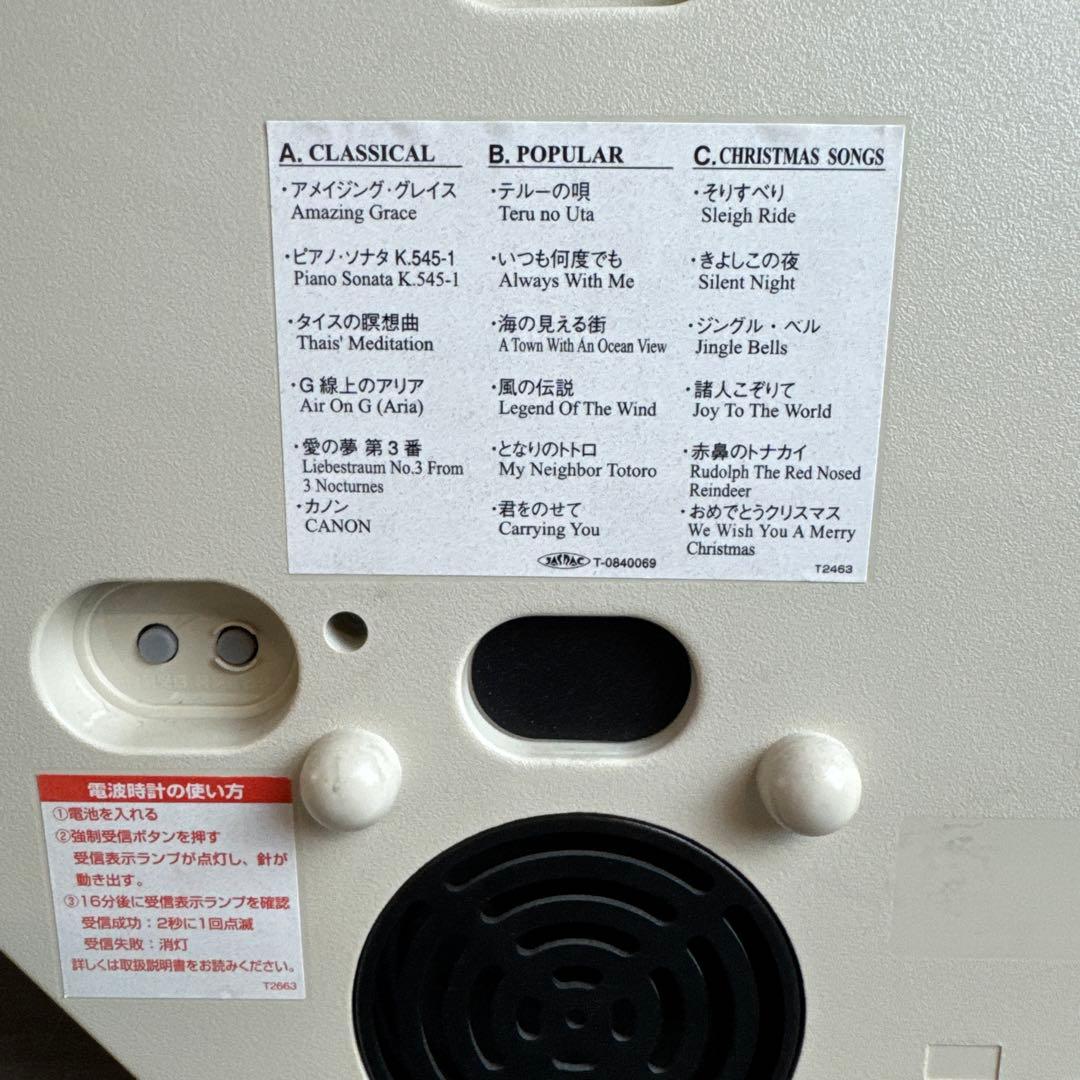 A. CLASSICAL
・アメイジング・グレイス
Amazing Grace
・ピアノ・ソナタ K.545-1
Piano Sonata K.545-1
・タイスの瞑想曲
Thais' Meditation
・G 線上のアリア
Air On G (Aria)
・愛の夢 第3番
Liebestraum No.3 From
3 Nocturnes
・カノン
CANON
B. POPULAR
・テルーの唄
Teru no Uta
・いつも何度でも
Always With Me
・海の見える街
A Town With An Ocean View
・風の伝説
Legend Of The Wind
・となりのトトロ
My Neighbor Totoro
・君をのせて
Carrying You
JASRAC T-0840069
C. CHRISTMAS SONGS
・そりすべり
Sleigh Ride
・きよしこの夜
Silent Night
・ジングル・ベル
Jingle Bells
・諸人こぞりて
Joy To The World
・赤鼻のトナカイ
Rudolph The Red Nosed
Reindeer
・おめでとうクリスマス
We Wish You A Merry
Christmas
T2463
電波時計の使い方
①電池を入れる
②強制受信ボタンを押す
受信表示ランプが点灯し、針が
動き出す。
③16分後に受信表示ランプを確認
受信成功：2秒に1回点滅
受信失敗：消灯
詳しくは取扱説明書をお読みください。
T2663